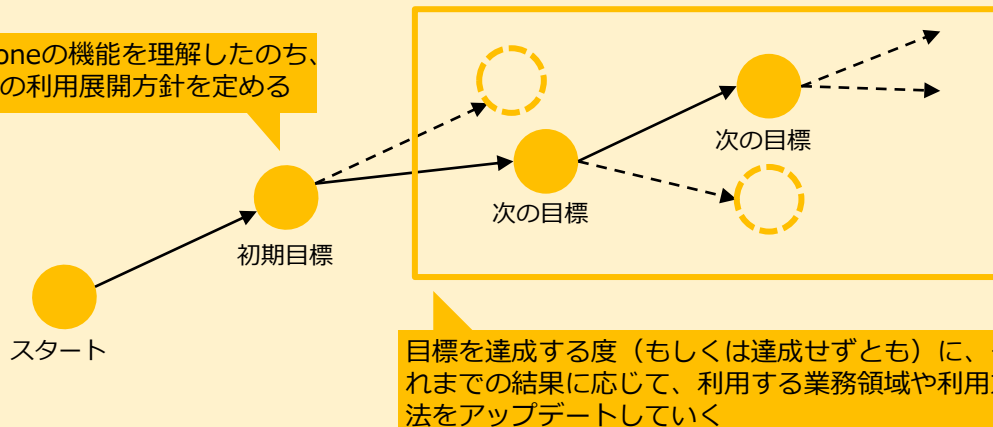 oneの機能を理解したのち、
の利用展開方針を定める
次の目標
次の目標
初期目標
スタート
目標を達成する度（もしくは達成せずとも）に、
れまでの結果に応じて、利用する業務領域や利用
法をアップデートしていく